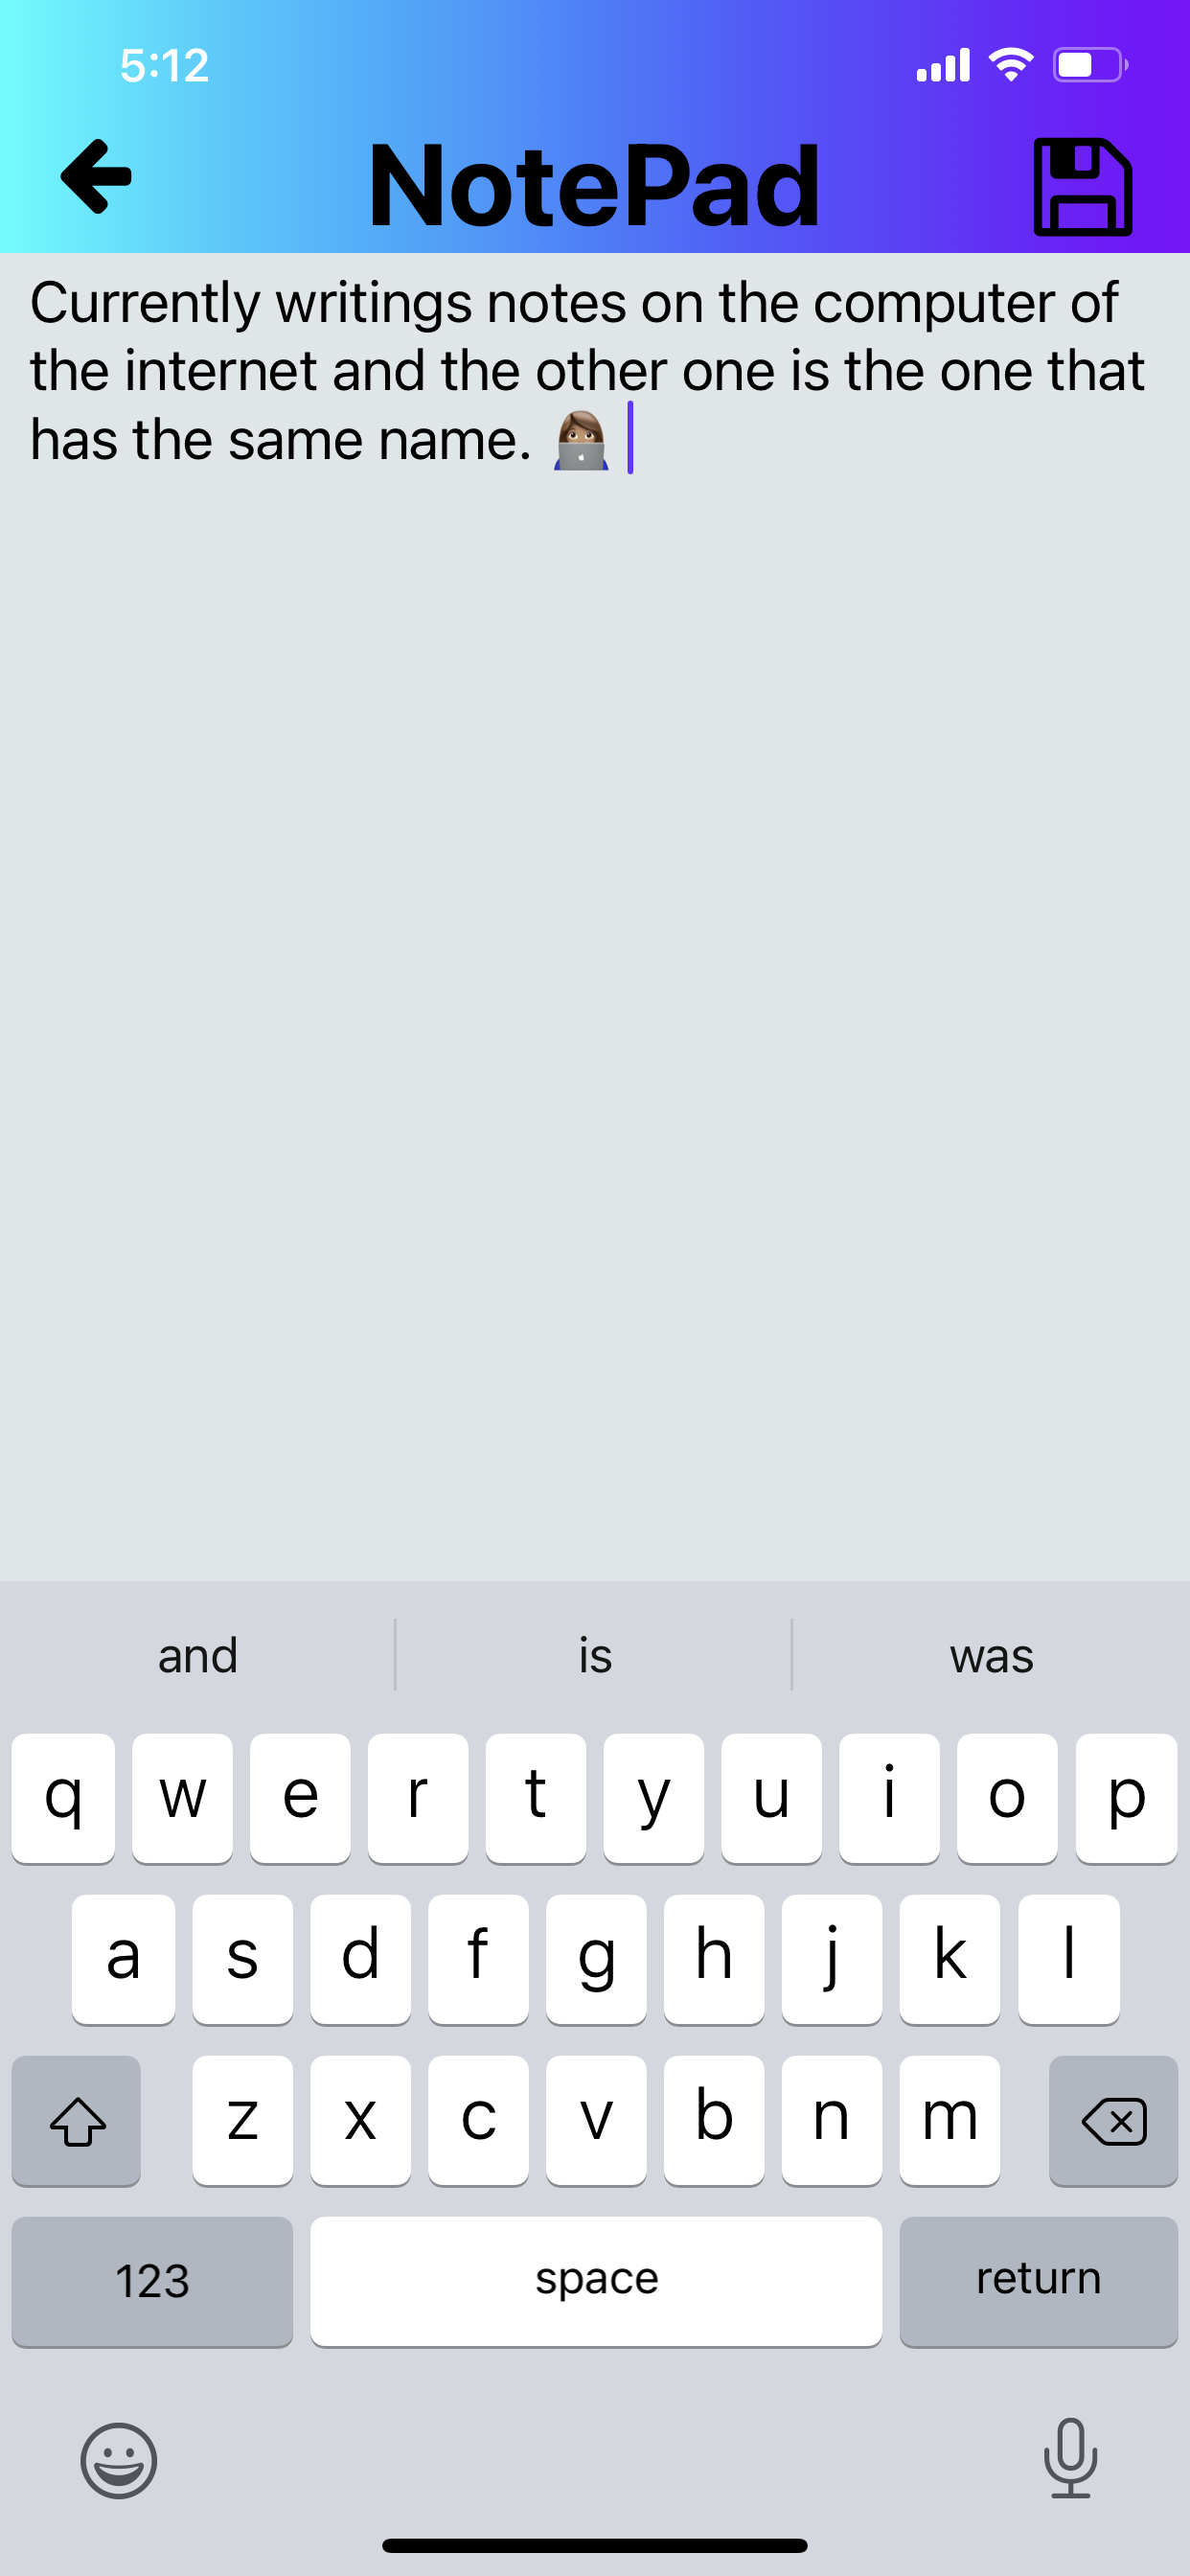 5:12
NotePad
Currently writings notes on the computer of
the internet and the other one is the one that
has the same name. 👩🏽‍💻
and is was
q w e r t y u i o p
a s d f g h j k l
z x c v b n m
123 space return